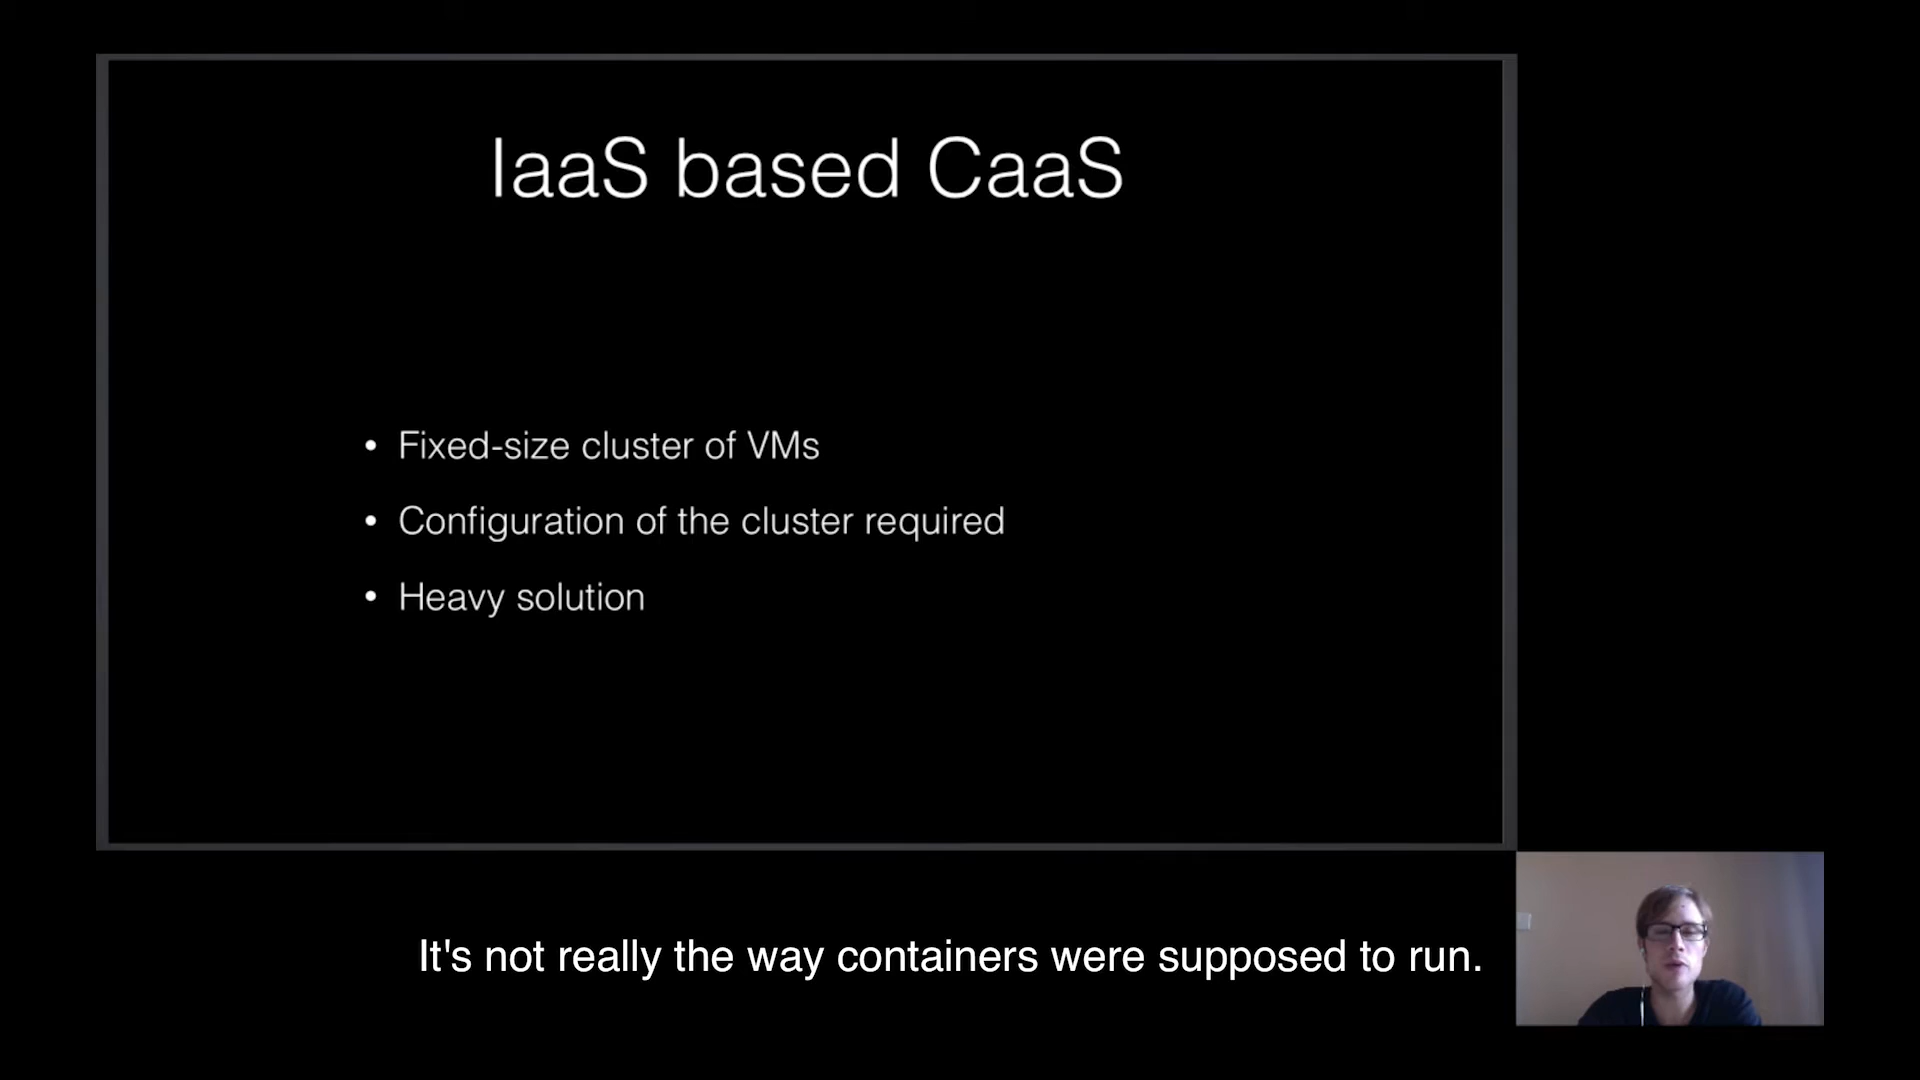 IaaS based CaaS
• Fixed-size cluster of VMs
• Configuration of the cluster required
• Heavy solution
It's not really the way containers were supposed to run.